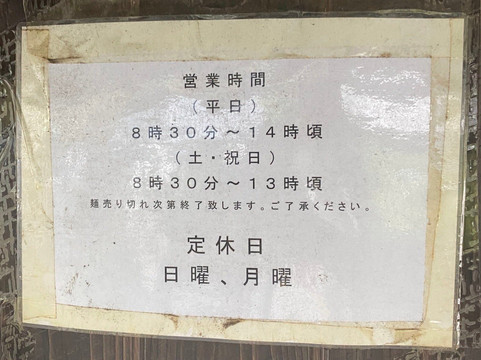 営業時間
(平日)
8時30分～14時頃
(土・祝日)
8時30分～13時頃
麺売り切れ次第終了致します。ご了承ください。
定休日
日曜、月曜